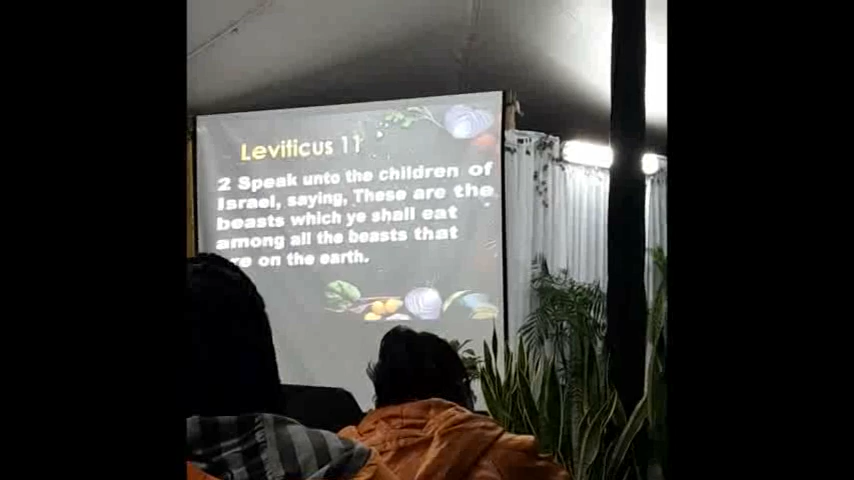 Leviticus 11
2 Speak unto the children of
Israel, saying, These are the
beasts which ye shall eat
among all the beasts that
are on the earth.